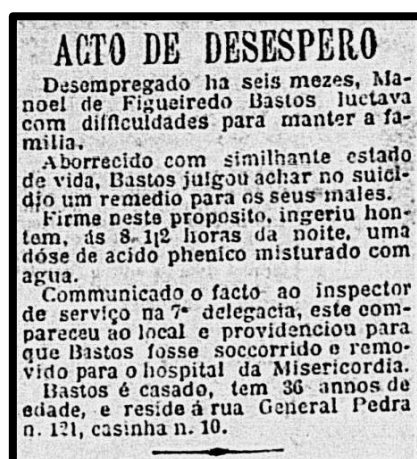 ACTO DE DESESPERO
Desempregado ha seis mezes, Ma-
noel de Figueiredo Bastos luctava
com difficuldades para manter a fa-
milia.
Aborrecido com similhante estado
de vida, Bastos julgou achar no suici-
dio um remedio para os seus males.
Firme neste proposito, ingeriu hon-
tem, ás 8 1|2 horas da noite, uma
dóse de acido phenico misturado com
agua.
Communicado o facto ao inspector
de serviço na 7ª delegacia, este com
pareceu ao local e providenciou para
que Bastos fosse soccorrido e remo-
vido para o hospital da Misericordia.
Bastos é casado, tem 36 annos de
edade, e reside á rua General Pedra
n. 121, casinha n. 10.